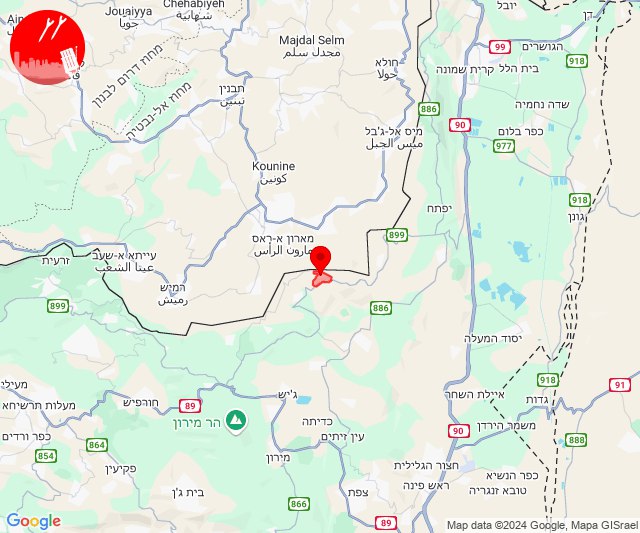 Chehabiyeh
شهابية
Jouaiyya
جويا
Majdal Selm
مجدل سلم
חולא
حولا
מחוז דרום לבנון
מחוז אל-נבטיה
תבנין
تبنين
מיס אל-ג'בל
ميس الجبل
Kounine
كونين
מארון א-ראס
مارون الرأس
עייתא א-שעב
عيتا الشعب
זרעית
רמיש
رميش
יובל
דן
הגושרים
99
918
בית הלל
קרית שמונה
886
90
שדה נחמיה
כפר בלום
977
918
גונן
יפתח
899
899
886
יסוד המעלה
918
91
איילת השחר
גדות
90
משמר הירדן
888
מעיליא
מעלות תרשיחא
חורפיש
89
ג'יש
הר מירון
כדיתה
עין זיתים
כפר ורדים
864
854
פקיעין
מירון
חצור הגלילית
ראש פינה
כפר הנשיא
טובא זנגריה
בית ג'ן
866
צפת
89
Google
Map data ©2024 Google, Mapa GISrael